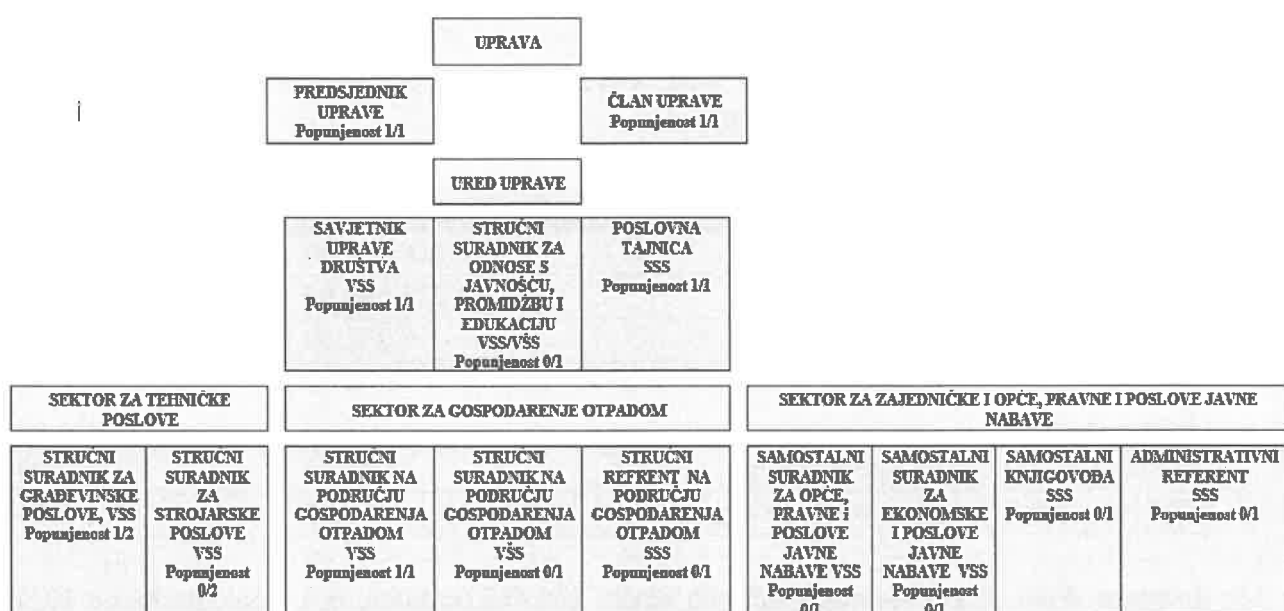 UPRAVA
PREDSJEDNIK
UPRAVE
Popunjenost 1/1
ČLAN UPRAVE
Popunjenost 1/1
URED UPRAVE
SAVJETNIK
UPRAVE
DRUŠTVA
VSS
Popunjenost 1/1
STRUČNI
SURADNIK ZA
ODNOSE S
JAVNOŠĆU,
PROMIDŽBU I
EDUKACIJU
VSS/VŠS
Popunjenost 0/1
POSLOVNA
TAJNICA
SSS
Popunjenost 1/1
SEKTOR ZA TEHNIČKE
POSLOVE
SEKTOR ZA GOSPODARENJE OTPADOM
SEKTOR ZA ZAJEDNIČKE I OPĆE, PRAVNE I POSLOVE JAVNE
NABAVE
STRUČNI
SURADNIK ZA
GRAĐEVINSKE
POSLOVE, VSS
Popunjenost 1/2
STRUČNI
SURADNIK
ZA
STROJARSKE
POSLOVE
VSS
Popunjenost
0/2
STRUČNI
SURADNIK NA
PODRUČJU
GOSPODARENJA
OTPADOM
VSS
Popunjenost 1/1
STRUČNI
SURADNIK NA
PODRUČJU
GOSPODARENJA
OTPADOM
VŠS
Popunjenost 0/1
STRUČNI
REFRENT NA
PODRUČJU
GOSPODARENJA
OTPADOM
SSS
Popunjenost 0/1
SAMOSTALNI
SURADNIK
ZA OPĆE,
PRAVNE i
POSLOVE
JAVNE
NABAVE VSS
Popunjenost
0/1
SAMOSTALNI
SURADNIK
ZA
EKONOMSKE
I POSLOVE
JAVNE
NABAVE VSS
Popunjenost
0/1
SAMOSTALNI
KNJIGOVOĐA
SSS
Popunjenost 0/1
ADMINISTRATIVNI
REFERENT
SSS
Popunjenost 0/1